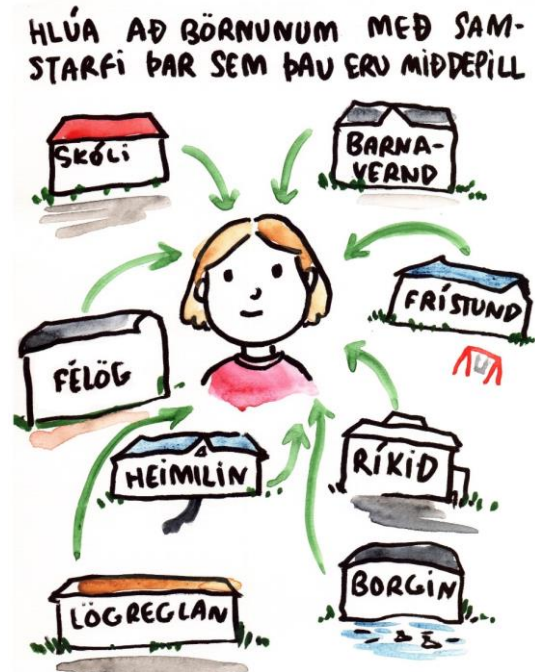 HLÚA AÐ BÖRNUNUM MEÐ SAM-
STARFI ÞAR SEM ÞAU ERU MIÐDEPILL
SKÓLI
BARNA-
VERND
FRÍSTUND
FÉLÖG
HEIMILIN
RÍKIÐ
LÖGREGLAN
BORGIN